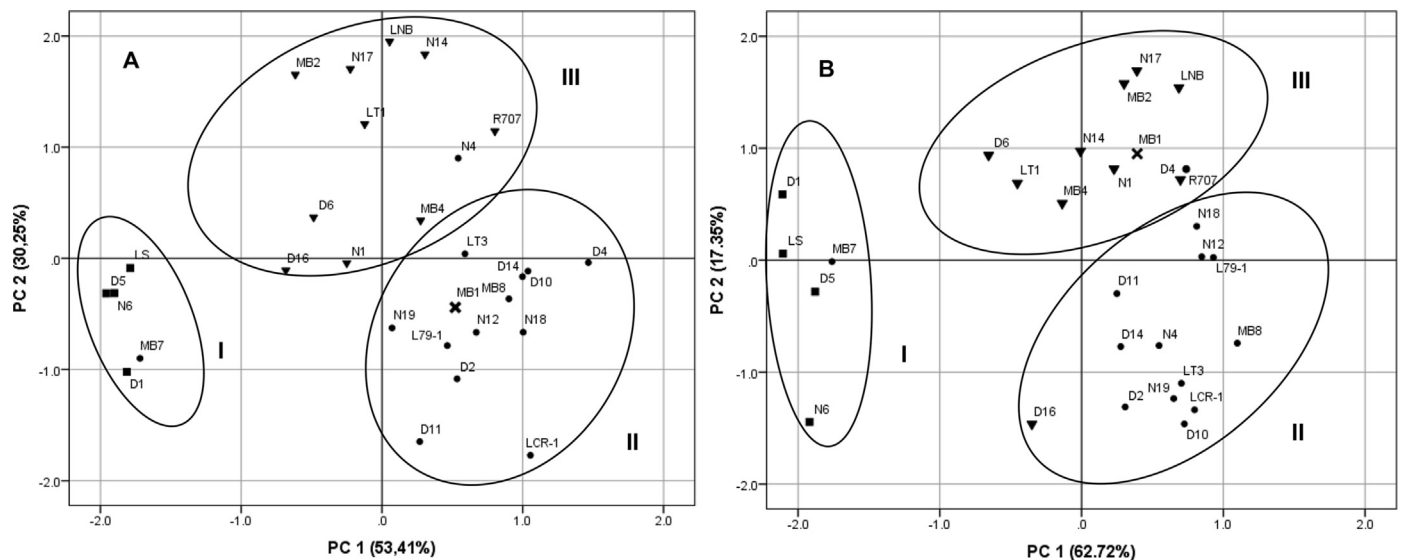 A
2.0
1.0
.0
-1.0
-2.0
PC 2 (30,25%)
LNB
N14
N17
MB2
LT1
R707
N4
III
D6
MB4
D16
N1
LT3
D4
LS
D14
D10
D5
N6
MB1
MB8
N19
N12
N18
L79-1
MB7
D1
I
D2
D11
LCR-1
II
-2.0
-1.0
.0
1.0
2.0
PC 1 (53,41%)
B
2.0
1.0
.0
-1.0
-2.0
PC 2 (17.35%)
N17
LNB
MB2
III
D6
N14
MB1
LT1
N1
D4
R707
MB4
D1
N18
LS
MB7
N12
L79-1
D5
D11
D14
N4
MB8
I
LT3
D2
N19
LCR-1
D16
D10
N6
II
-2.0
-1.0
.0
1.0
2.0
PC 1 (62.72%)